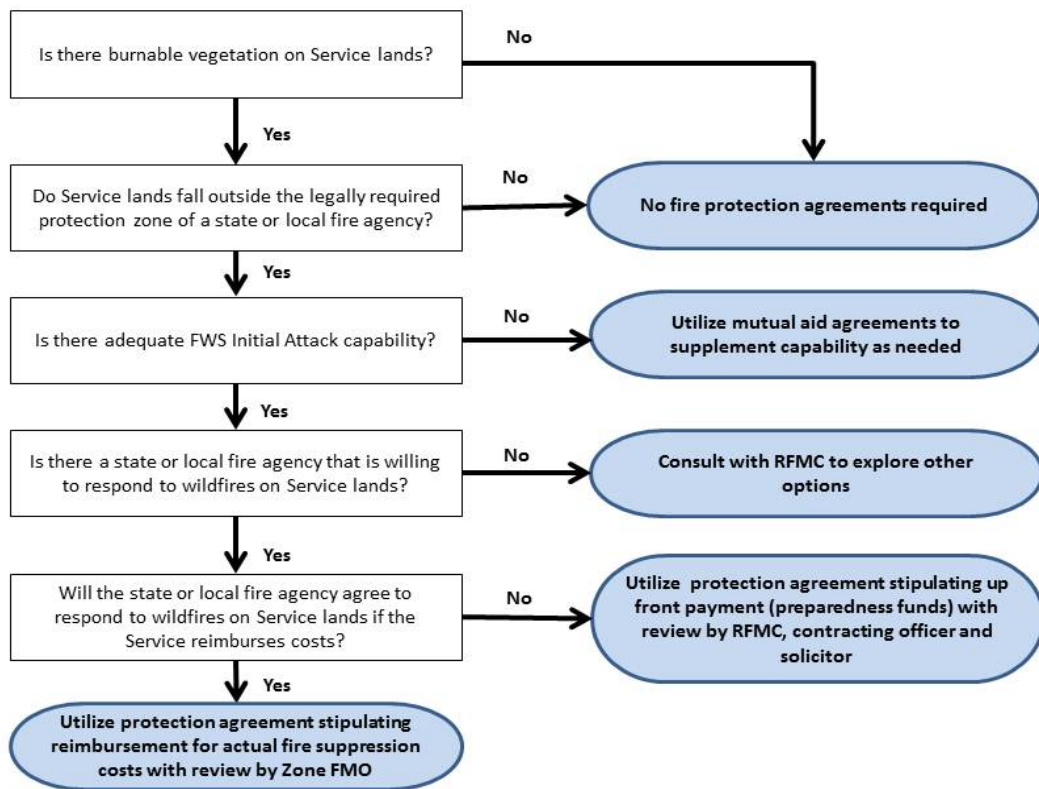 Is there burnable vegetation on Service lands?
No
Yes
Do Service lands fall outside the legally required
protection zone of a state or local fire agency?
No
No fire protection agreements required
Yes
Is there adequate FWS Initial Attack capability?
No
Utilize mutual aid agreements to
supplement capability as needed
Yes
Is there a state or local fire agency that is willing
to respond to wildfires on Service lands?
No
Consult with RFMC to explore other
options
Yes
Will the state or local fire agency agree to
respond to wildfires on Service lands if the
Service reimburses costs?
No
Utilize protection agreement stipulating up
front payment (preparedness funds) with
review by RFMC, contracting officer and
solicitor
Yes
Utilize protection agreement stipulating
reimbursement for actual fire suppression
costs with review by Zone FMO